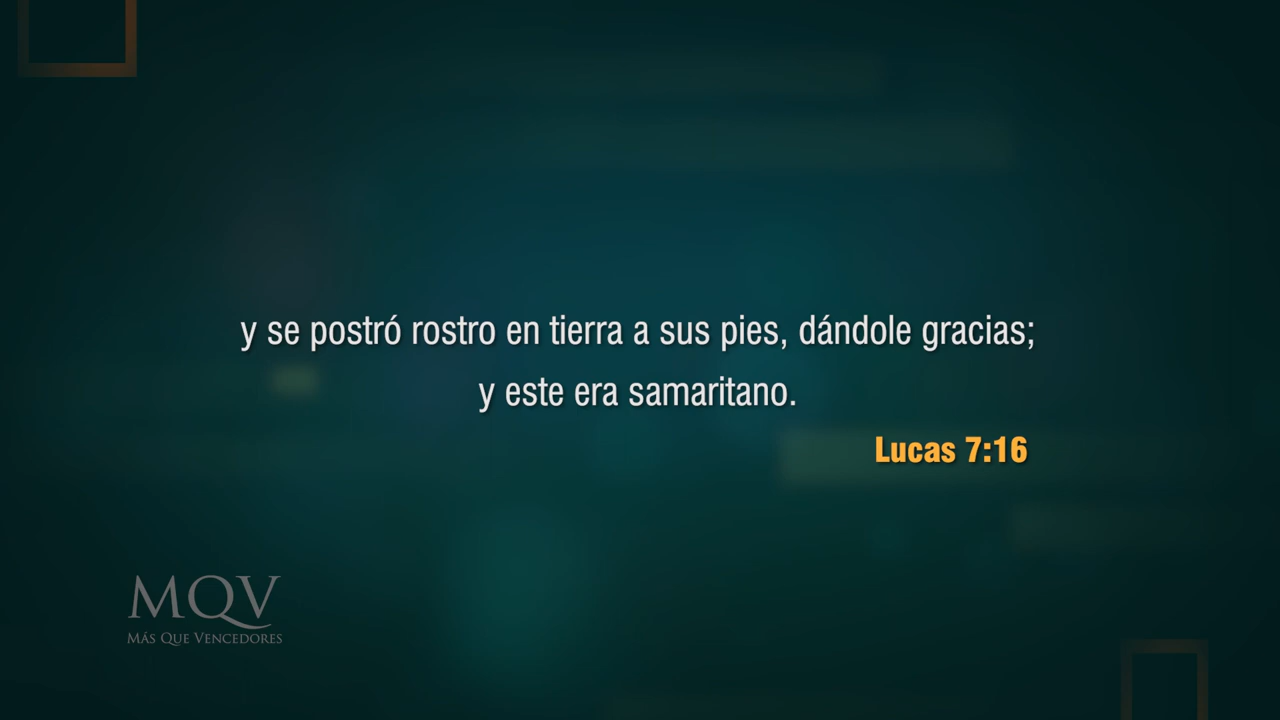 y se postró rostro en tierra a sus pies, dándole gracias;
y este era samaritano.
Lucas 7:16
MQV
MÁS QUE VENCEDORES